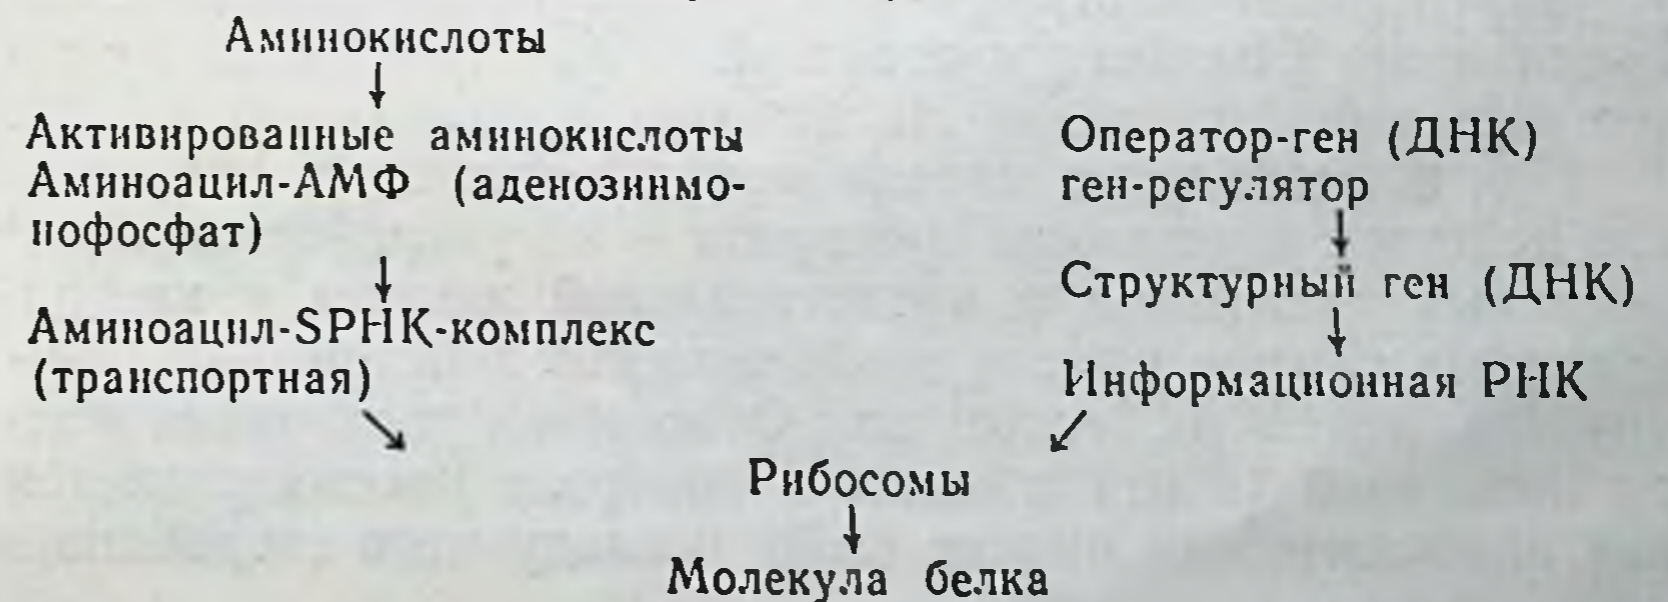 Аминокислоты
Активированные аминокислоты
Аминоацил-АМФ (аденозинмо-
нофосфат)
Аминоацил-SРНК-комплекс
(транспортная)
Оператор-ген (ДНК)
ген-регулятор
Структурный ген (ДНК)
Информационная РНК
Рибосомы
Молекула белка